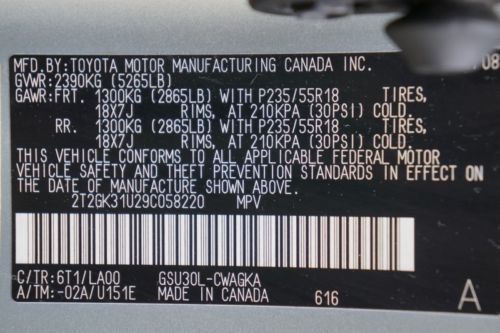 MFD.BY:TOYOTA MOTOR MANUFACTURING CANADA INC. 08
GVWR:2390KG (5265LB)
GAWR:FRT. 1300KG (2865LB) WITH P235/55R18 TIRES,
18X7J RIMS, AT 210KPA (30PSI) COLD.
RR. 1300KG (2865LB) WITH P235/55R18 TIRES,
18X7J RIMS, AT 210KPA (30PSI) COLD.
THIS VEHICLE CONFORMS TO ALL APPLICABLE FEDERAL MOTOR
VEHICLE SAFETY AND THEFT PREVENTION STANDARDS IN EFFECT ON
THE DATE OF MANUFACTURE SHOWN ABOVE.
2T2GK31U29C058220 MPV
C/TR:6T1/LA00 GSU30L-CWAGKA
A/TM:-02A/U151E MADE IN CANADA 616 A